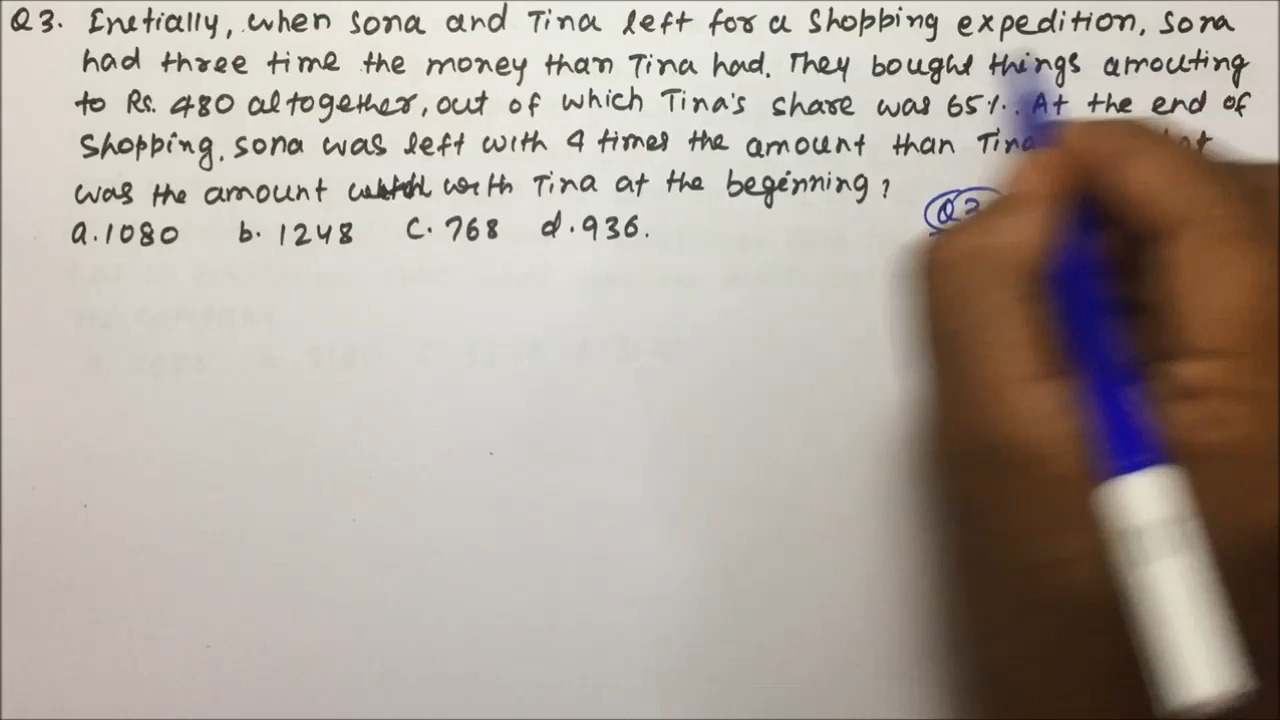 Q3. Initially, when Sona and Tina left for a shopping expedition, Sona
had three time the money than Tina had. They bought things amouting
to Rs. 480 altogether, out of which Tina's share was 65%. At the end of
shopping, Sona was left with 4 times the amount than Tina
was the amount with Tina at the beginning?
a. 1080 b. 1248 c. 768 d. 936.
Q3